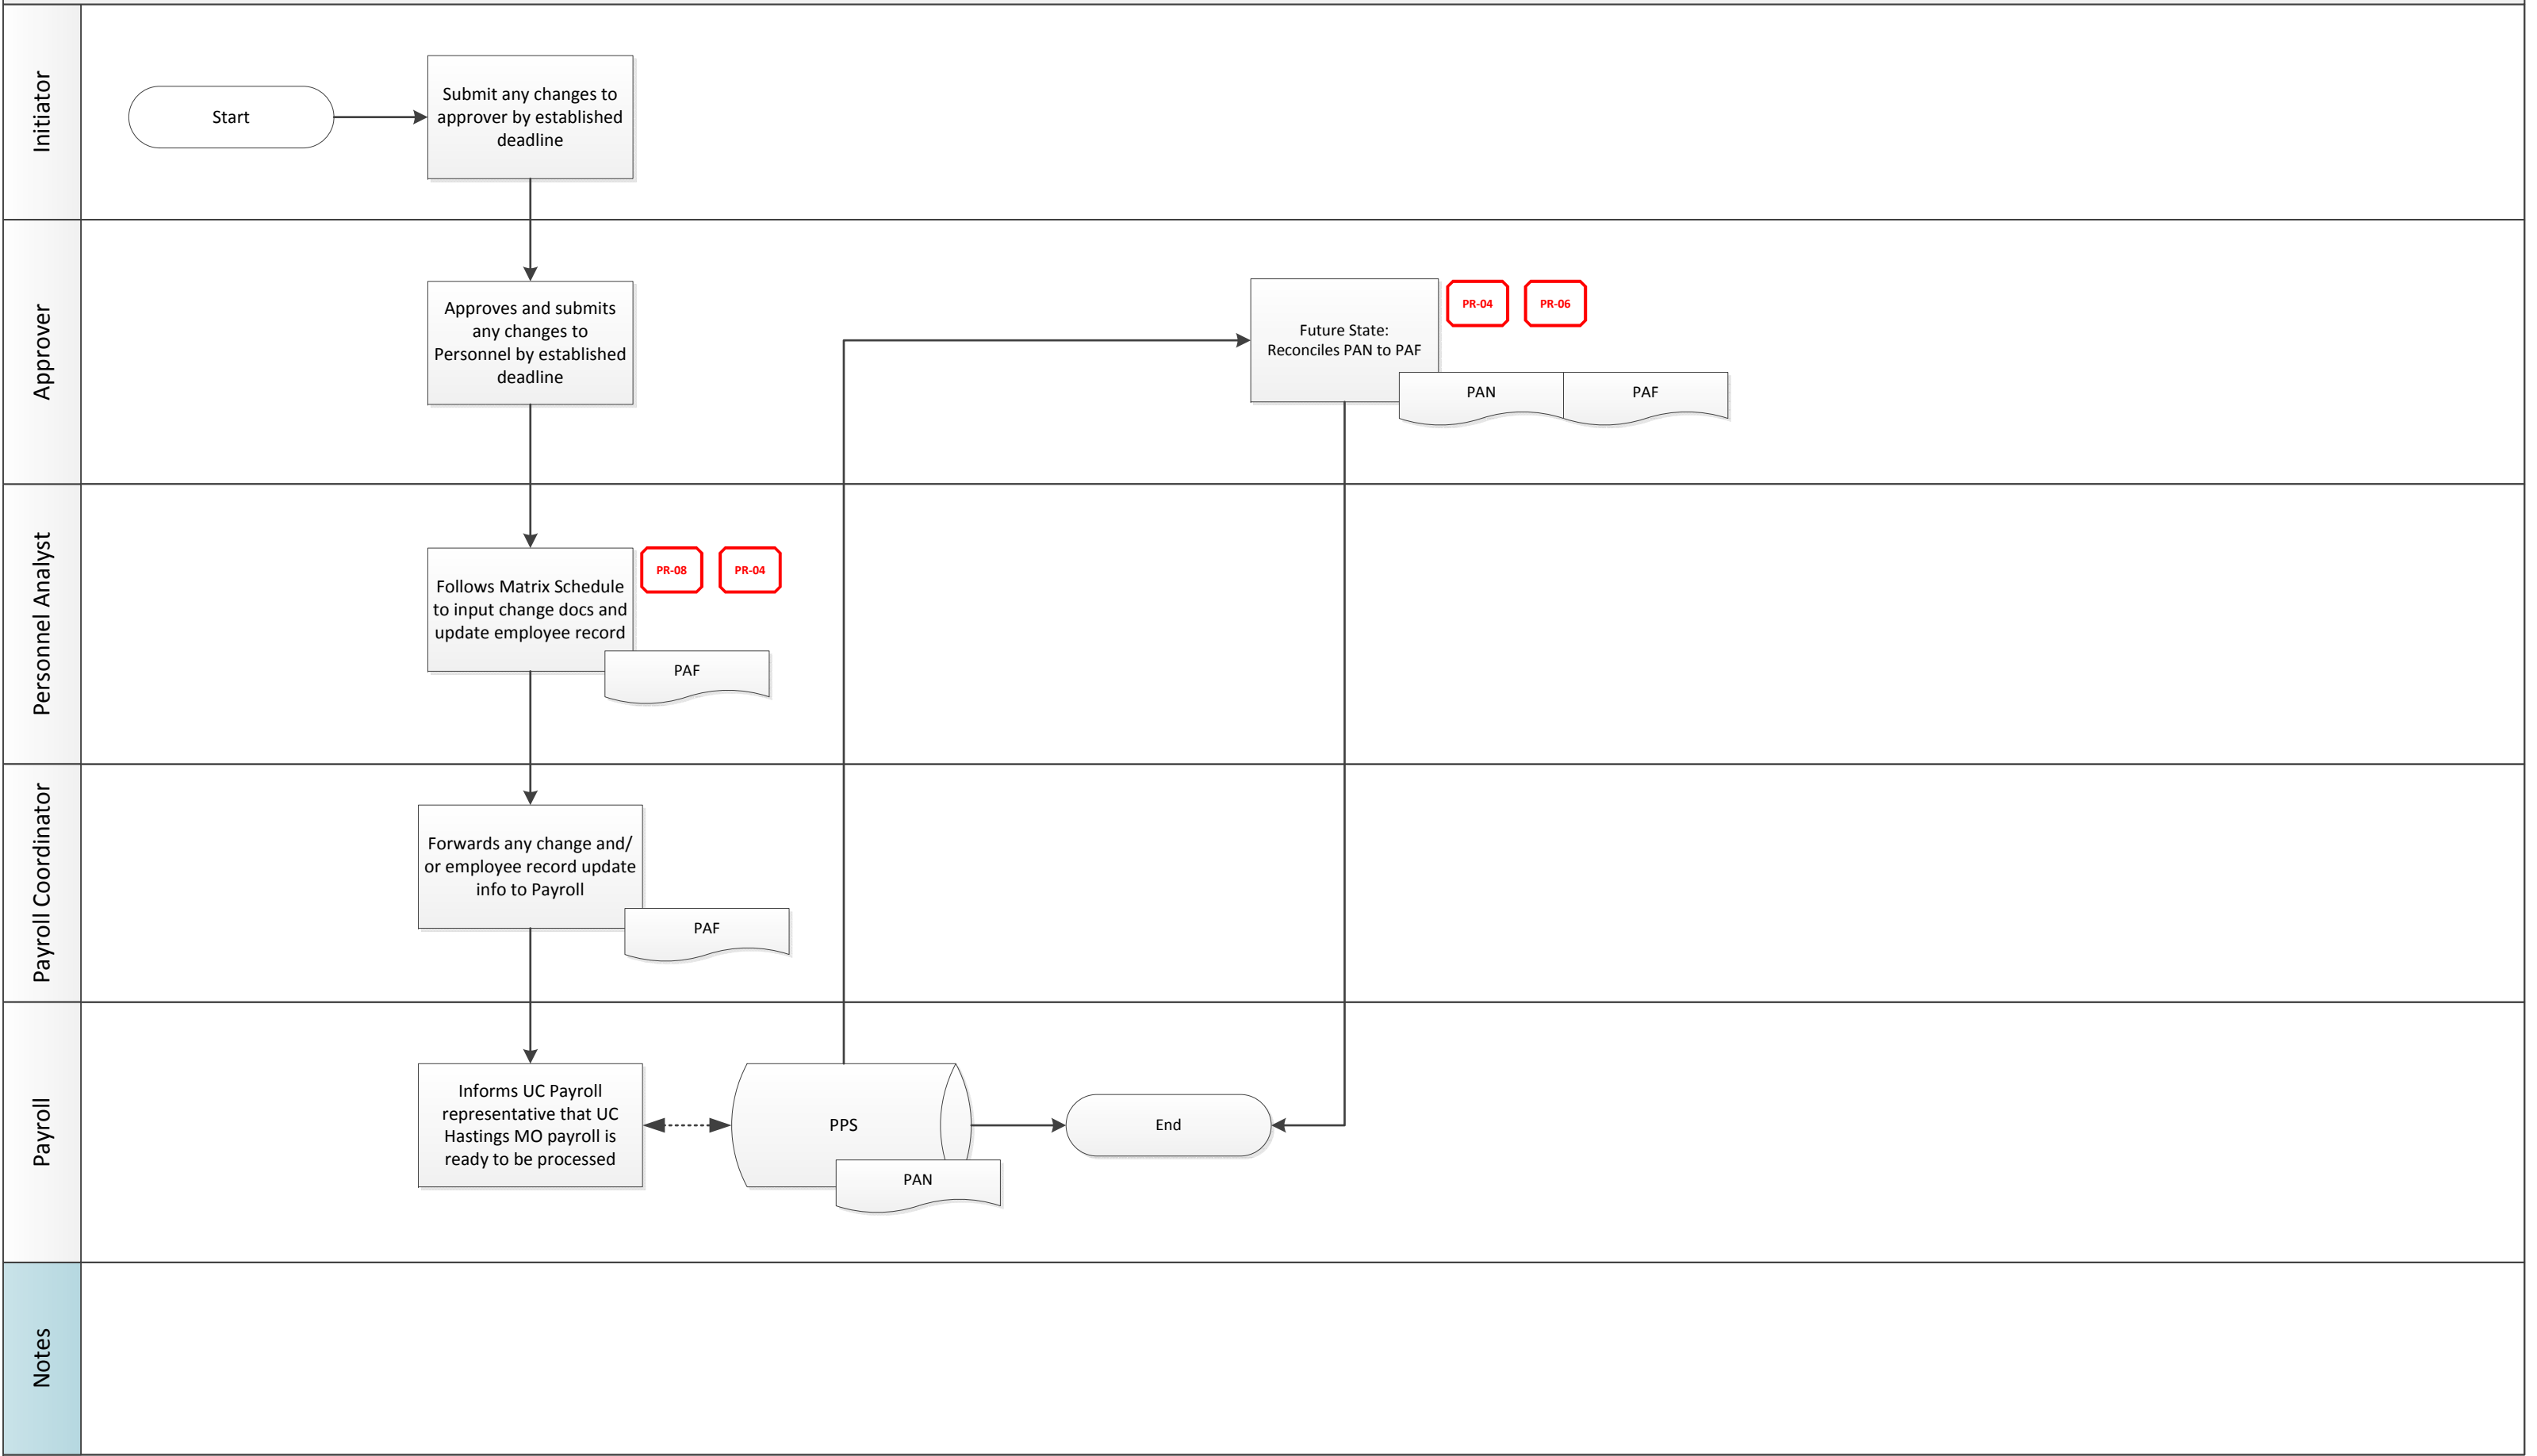 Initiator
Start
Submit any changes to
approver by established
deadline
Approver
Approves and submits
any changes to
Personnel by established
deadline
Future State:
Reconciles PAN to PAF
PR-04
PR-06
PAN
PAF
Personnel Analyst
Follows Matrix Schedule
to input change docs and
update employee record
PR-08
PR-04
PAF
Payroll Coordinator
Forwards any change and/
or employee record update
info to Payroll
PAF
Payroll
Informs UC Payroll
representative that UC
Hastings MO payroll is
ready to be processed
PPS
PAN
End
Notes